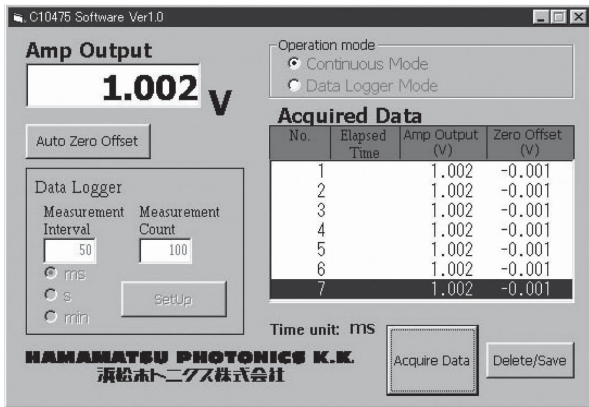 C10475 Software Ver1.0
Amp Output
1.002 V
Auto Zero Offset
Operation mode
Continuous Mode
Data Logger Mode
Acquired Data
No. Elapsed Time Amp Output (V) Zero Offset (V)
1 1.002 -0.001
2 1.002 -0.001
3 1.002 -0.001
4 1.002 -0.001
5 1.002 -0.001
6 1.002 -0.001
7 1.002 -0.001
Data Logger
Measurement Interval
Measurement Count
50
100
ms
s
min
SetUp
Time unit: ms
HAMAMATSU PHOTONICS K.K.
浜松ホトニクス株式会社
Acquire Data
Delete/Save